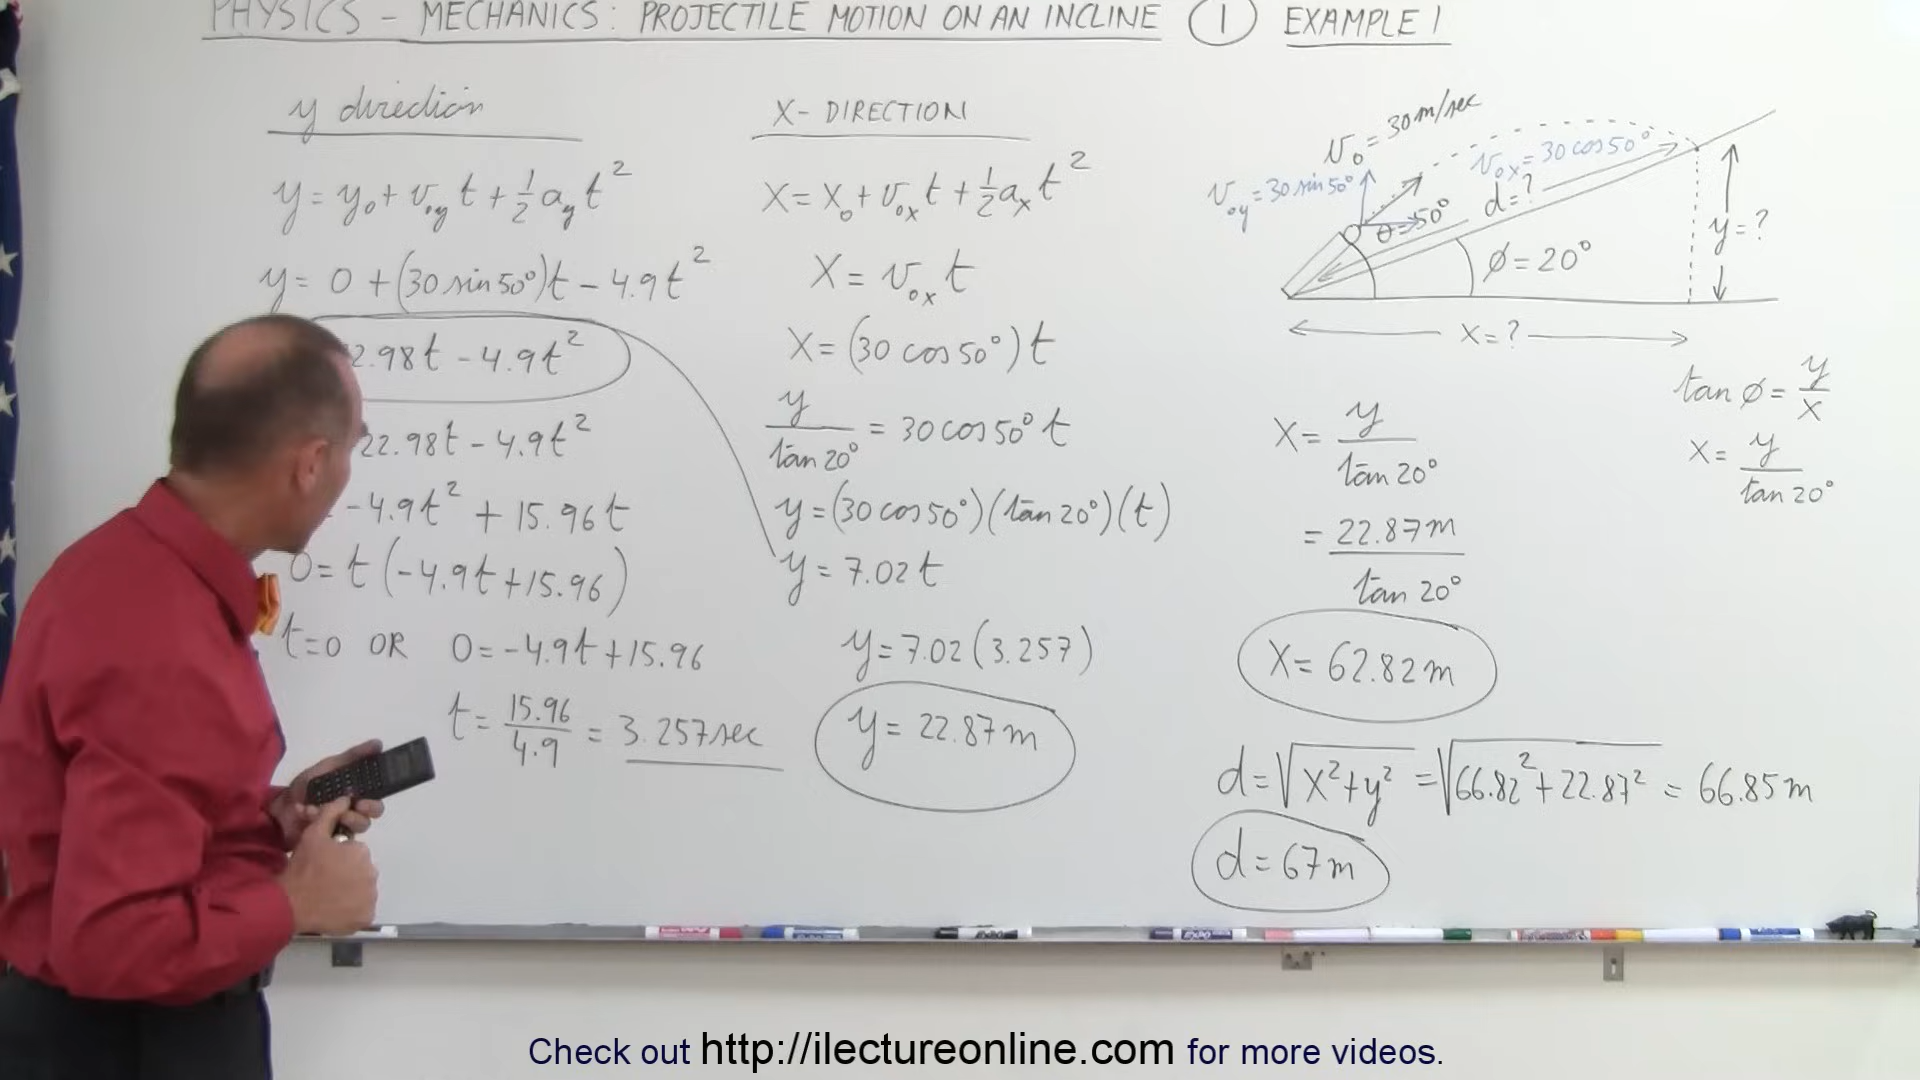 PHYSICS - MECHANICS: PROJECTILE MOTION ON AN INCLINE ① EXAMPLE 1
y direction
y = y₀ + v₀y t + ½ a_y t²
y = 0 + (30 sin 50°)t - 4.9t²
2.98t - 4.9t²
22.98t - 4.9t²
-4.9t² + 15.96t
0 = t(-4.9t + 15.96)
t=0 OR 0 = -4.9t + 15.96
t = 15.96/4.9 = 3.257 sec
X-DIRECTION
X = X₀ + v₀x t + ½ a_x t²
X = v₀x t
X = (30 cos 50°) t
y/tan 20° = 30 cos 50° t
y = (30 cos 50°)(tan 20°)(t)
y = 7.02 t
y = 7.02 (3.257)
y = 22.87 m
v₀ = 30 m/sec
v₀x = 30 cos 50°
v₀y = 30 sin 50°
d = ?
θ = 50°
y = ?
ø = 20°
X = ?
tan ø = y/x
X = y/tan 20°
X = y/tan 20°
= 22.87m/tan 20°
X = 62.82 m
d = √(X² + y²) = √(66.82² + 22.87²) = 66.85 m
d = 67 m
EXPO
EXPO
Check out http://ilectureonline.com for more videos.